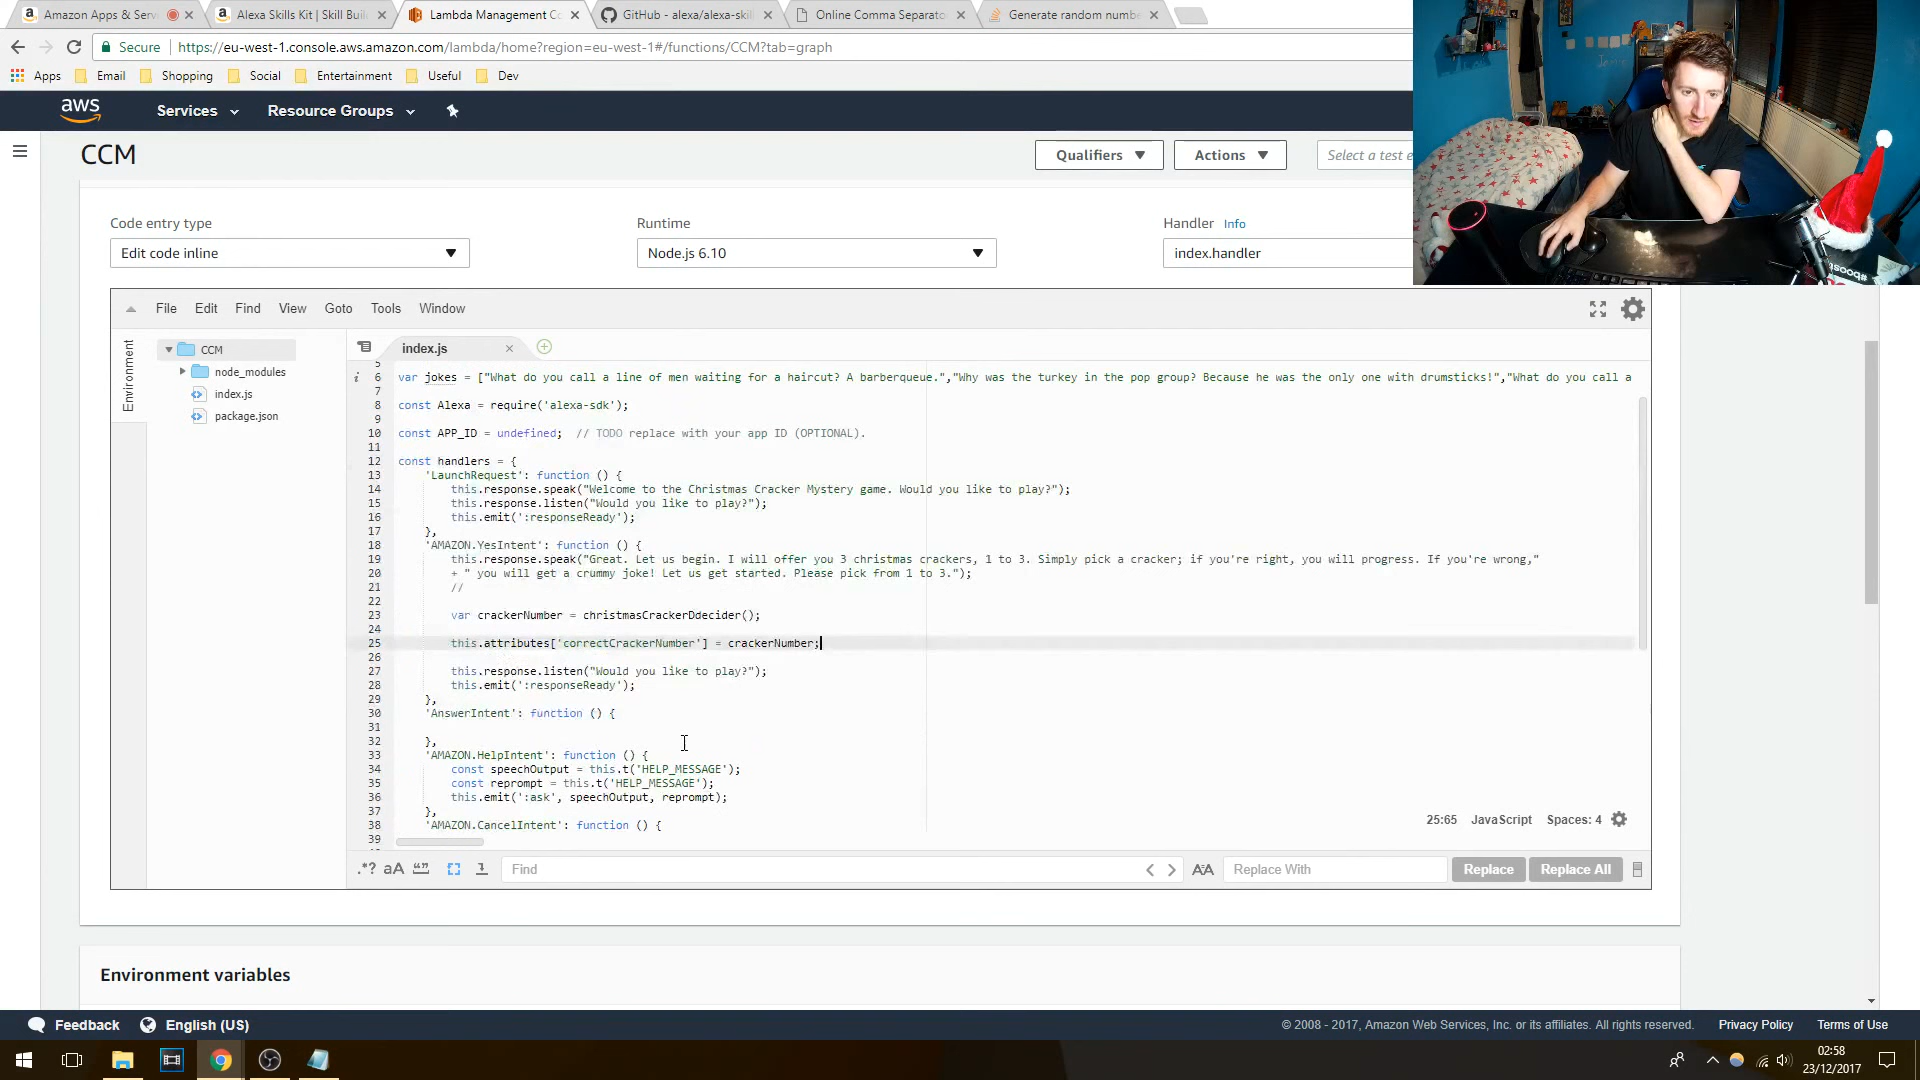 Amazon Apps & Serv
Alexa Skills Kit | Skill Buil
Lambda Management Co
GitHub - alexa/alexa-skil
Online Comma Separato
Generate random numbe
Secure
https://eu-west-1.console.aws.amazon.com/lambda/home?region=eu-west-1#/functions/CCM?tab=graph
Apps
Email
Shopping
Social
Entertainment
Useful
Dev
aws
Services
Resource Groups
CCM
Qualifiers
Actions
Select a test e
Code entry type
Runtime
Handler
Info
Edit code inline
Node.js 6.10
index.handler
File
Edit
Find
View
Goto
Tools
Window
Environment
CCM
node_modules
index.js
package.json
index.js
5
6 var jokes = ["What do you call a line of men waiting for a haircut? A barberqueue.","Why was the turkey in the pop group? Because he was the only one with drumsticks!","What do you call a
7
8 const Alexa = require('alexa-sdk');
9
10 const APP_ID = undefined;  // TODO replace with your app ID (OPTIONAL).
11
12 const handlers = {
13 'LaunchRequest': function () {
14 this.response.speak("Welcome to the Christmas Cracker Mystery game. Would you like to play?");
15 this.response.listen("Would you like to play?");
16 this.emit(':responseReady');
17 },
18 'AMAZON.YesIntent': function () {
19 this.response.speak("Great. Let us begin. I will offer you 3 christmas crackers, 1 to 3. Simply pick a cracker; if you're right, you will progress. If you're wrong,"
20 + " you will get a crummy joke! Let us get started. Please pick from 1 to 3.");
21 //
22
23 var crackerNumber = christmasCrackerDdecider();
24
25 this.attributes['correctCrackerNumber'] = crackerNumber;
26
27 this.response.listen("Would you like to play?");
28 this.emit(':responseReady');
29 },
30 'AnswerIntent': function () {
31
32 },
33 'AMAZON.HelpIntent': function () {
34 const speechOutput = this.t('HELP_MESSAGE');
35 const reprompt = this.t('HELP_MESSAGE');
36 this.emit(':ask', speechOutput, reprompt);
37 },
38 'AMAZON.CancelIntent': function () {
39
25:65
JavaScript
Spaces: 4
.*?
aA
Find
AA
Replace With
Replace
Replace All
Environment variables
Feedback
English (US)
© 2008 - 2017, Amazon Web Services, Inc. or its affiliates. All rights reserved.
Privacy Policy
Terms of Use
02:58
23/12/2017